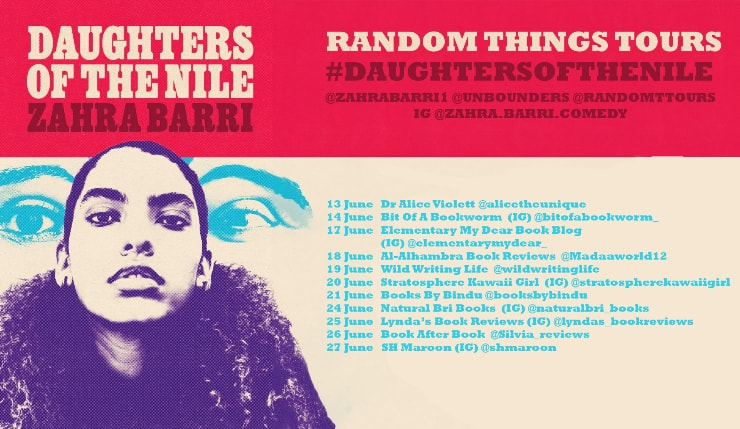 DAUGHTERS
OF THE NILE
ZAHRA BARRI
RANDOM THINGS TOURS
#DAUGHTERSOFTHENILE
@ZAHRABARRI1 @UNBOUNDERS @RANDOMTTOURS
IG @ZAHRA.BARRI.COMEDY
13 June Dr Alice Violett @alicetheunique
14 June Bit Of A Bookworm (IG) @bitofabookworm_
17 June Elementary My Dear Book Blog
(IG) @elementarymydear_
18 June Al-Alhambra Book Reviews @Madaaworld12
19 June Wild Writing Life @wildwritinglife
20 June Stratosphere Kawaii Girl (IG) @stratospherekawaiigirl
21 June Books By Bindu @booksbybindu
24 June Natural Bri Books (IG) @naturalbri_books
25 June Lynda's Book Reviews (IG) @lyndas_bookreviews
26 June Book After Book @Silvia_reviews
27 June SH Maroon (IG) @shmaroon